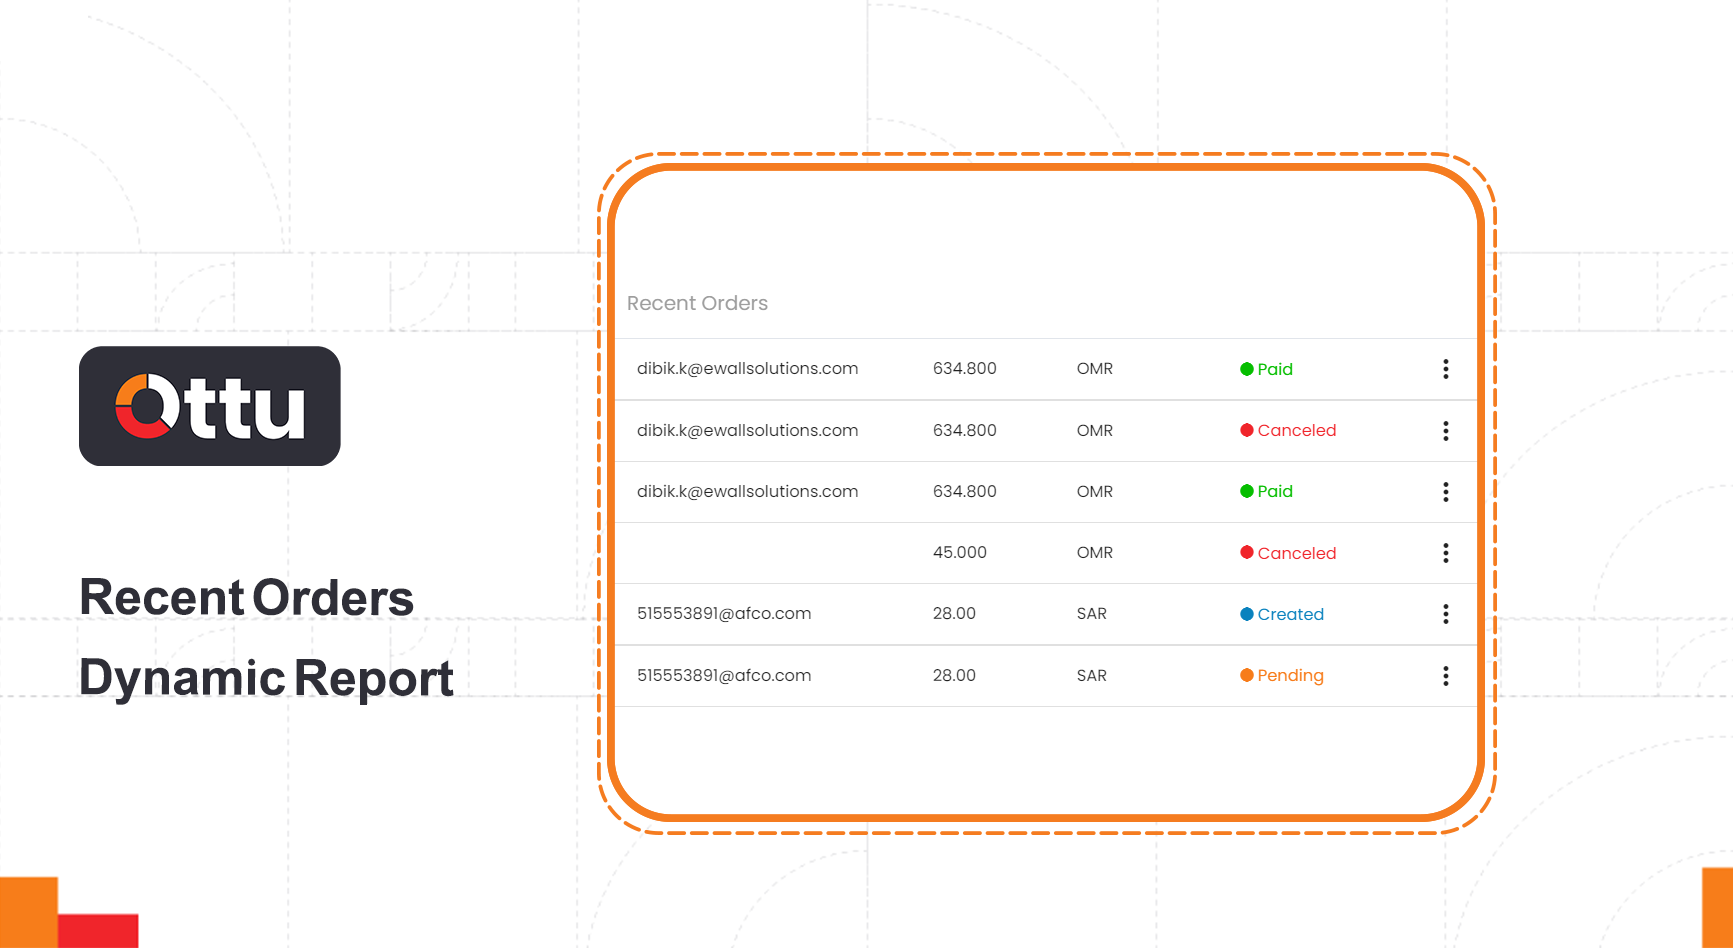 Ottu
Recent Orders
Dynamic Report
Recent Orders
dibik.k@ewallsolutions.com 634.800 OMR Paid
dibik.k@ewallsolutions.com 634.800 OMR Canceled
dibik.k@ewallsolutions.com 634.800 OMR Paid
45.000 OMR Canceled
515553891@afco.com 28.00 SAR Created
515553891@afco.com 28.00 SAR Pending